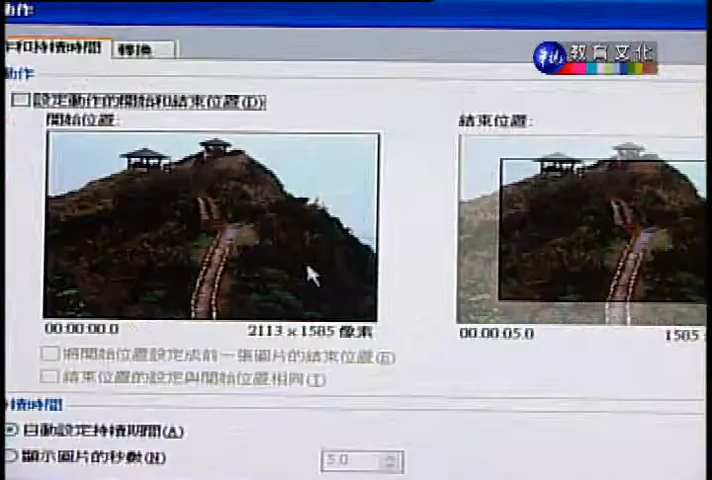 動作
作和持續時間 轉換
華視 教育文化
動作
設定動作的開始和結束位置(D)
開始位置:
結束位置:
00:00:00.0 2113 x 1585 像素
00:00:05.0 1585
將開始位置設定成前一張圖片的結束位置(E)
結束位置的設定與開始位置相同(T)
持續時間
自動設定持續期間(A)
顯示圖片的秒數(N) 5.0